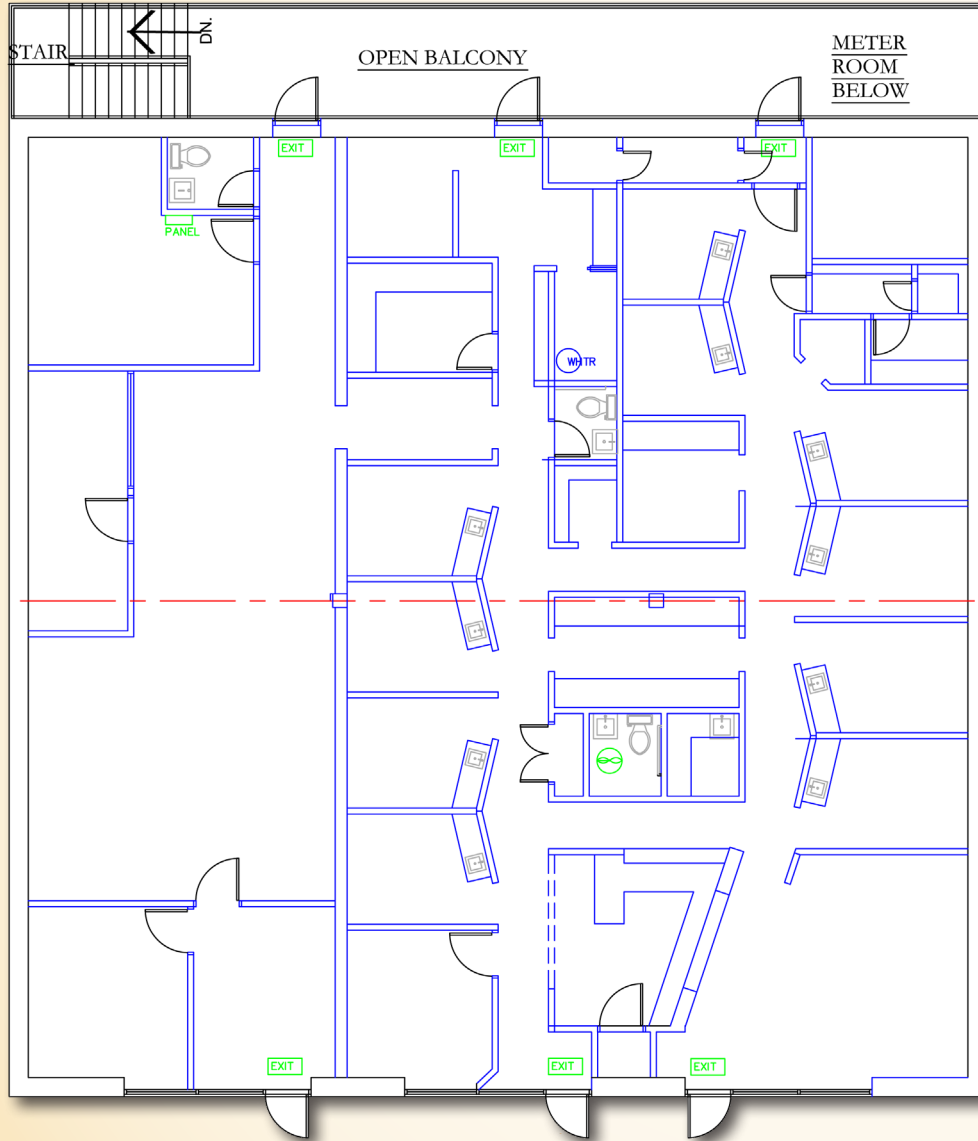 DN.
STAIR
OPEN BALCONY
METER
ROOM
BELOW
EXIT
EXIT
EXIT
PANEL
WHTR
EXIT
EXIT
EXIT